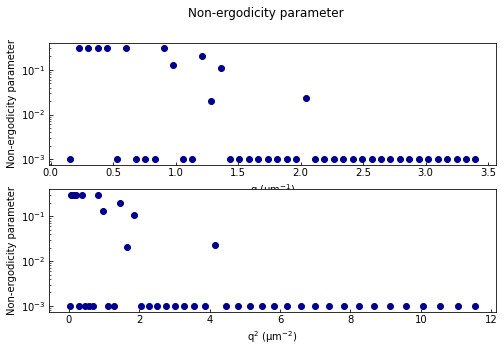 Non-ergodicity parameter
Non-ergodicity parameter
10⁻¹
10⁻²
10⁻³
0.0 0.5 1.0 1.5 2.0 2.5 3.0 3.5
q (μm⁻¹)
Non-ergodicity parameter
10⁻¹
10⁻²
10⁻³
0 2 4 6 8 10 12
q² (μm⁻²)